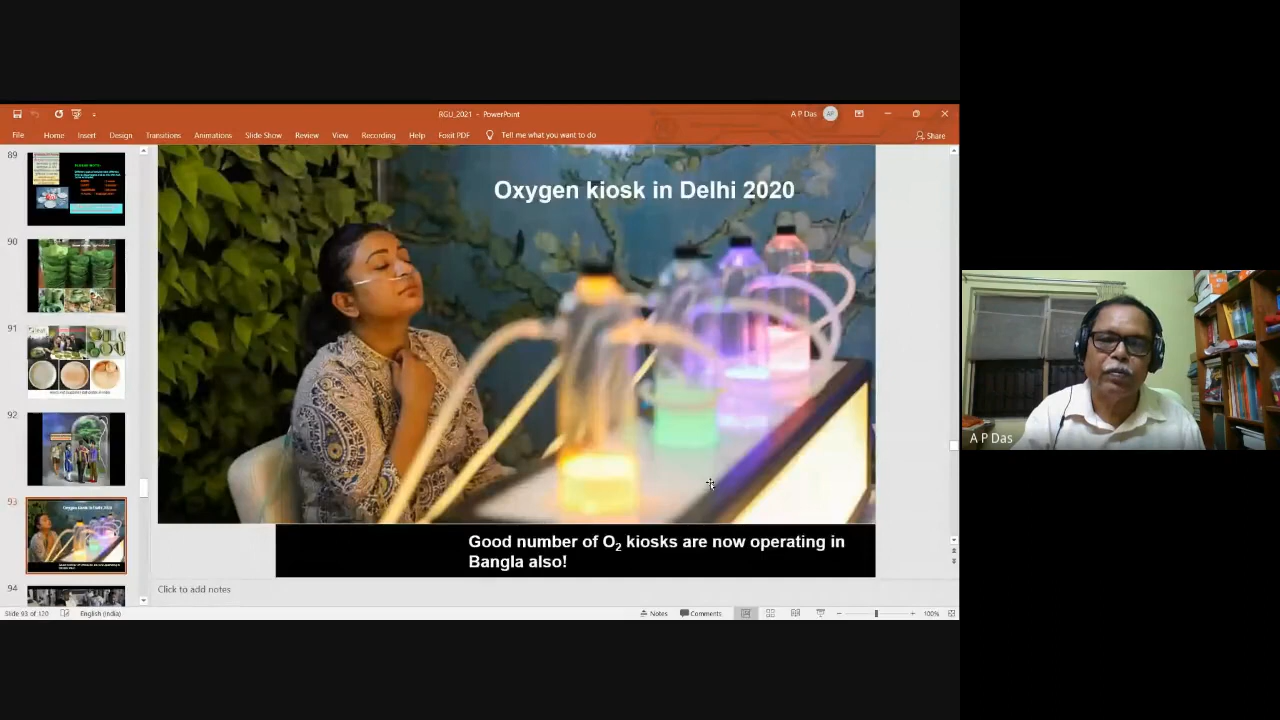 RGU_2021 - PowerPoint
A P Das
AP
File Home Insert Design Transitions Animations Slide Show Review View Recording Help Foxit PDF Tell me what you want to do
Share
89
90
91
92
93
94
Oxygen kiosk in Delhi 2020
Good number of O₂ kiosks are now operating in
Bangla also!
Click to add notes
Slide 93 of 120 English (India) Notes Comments 100%
A P Das